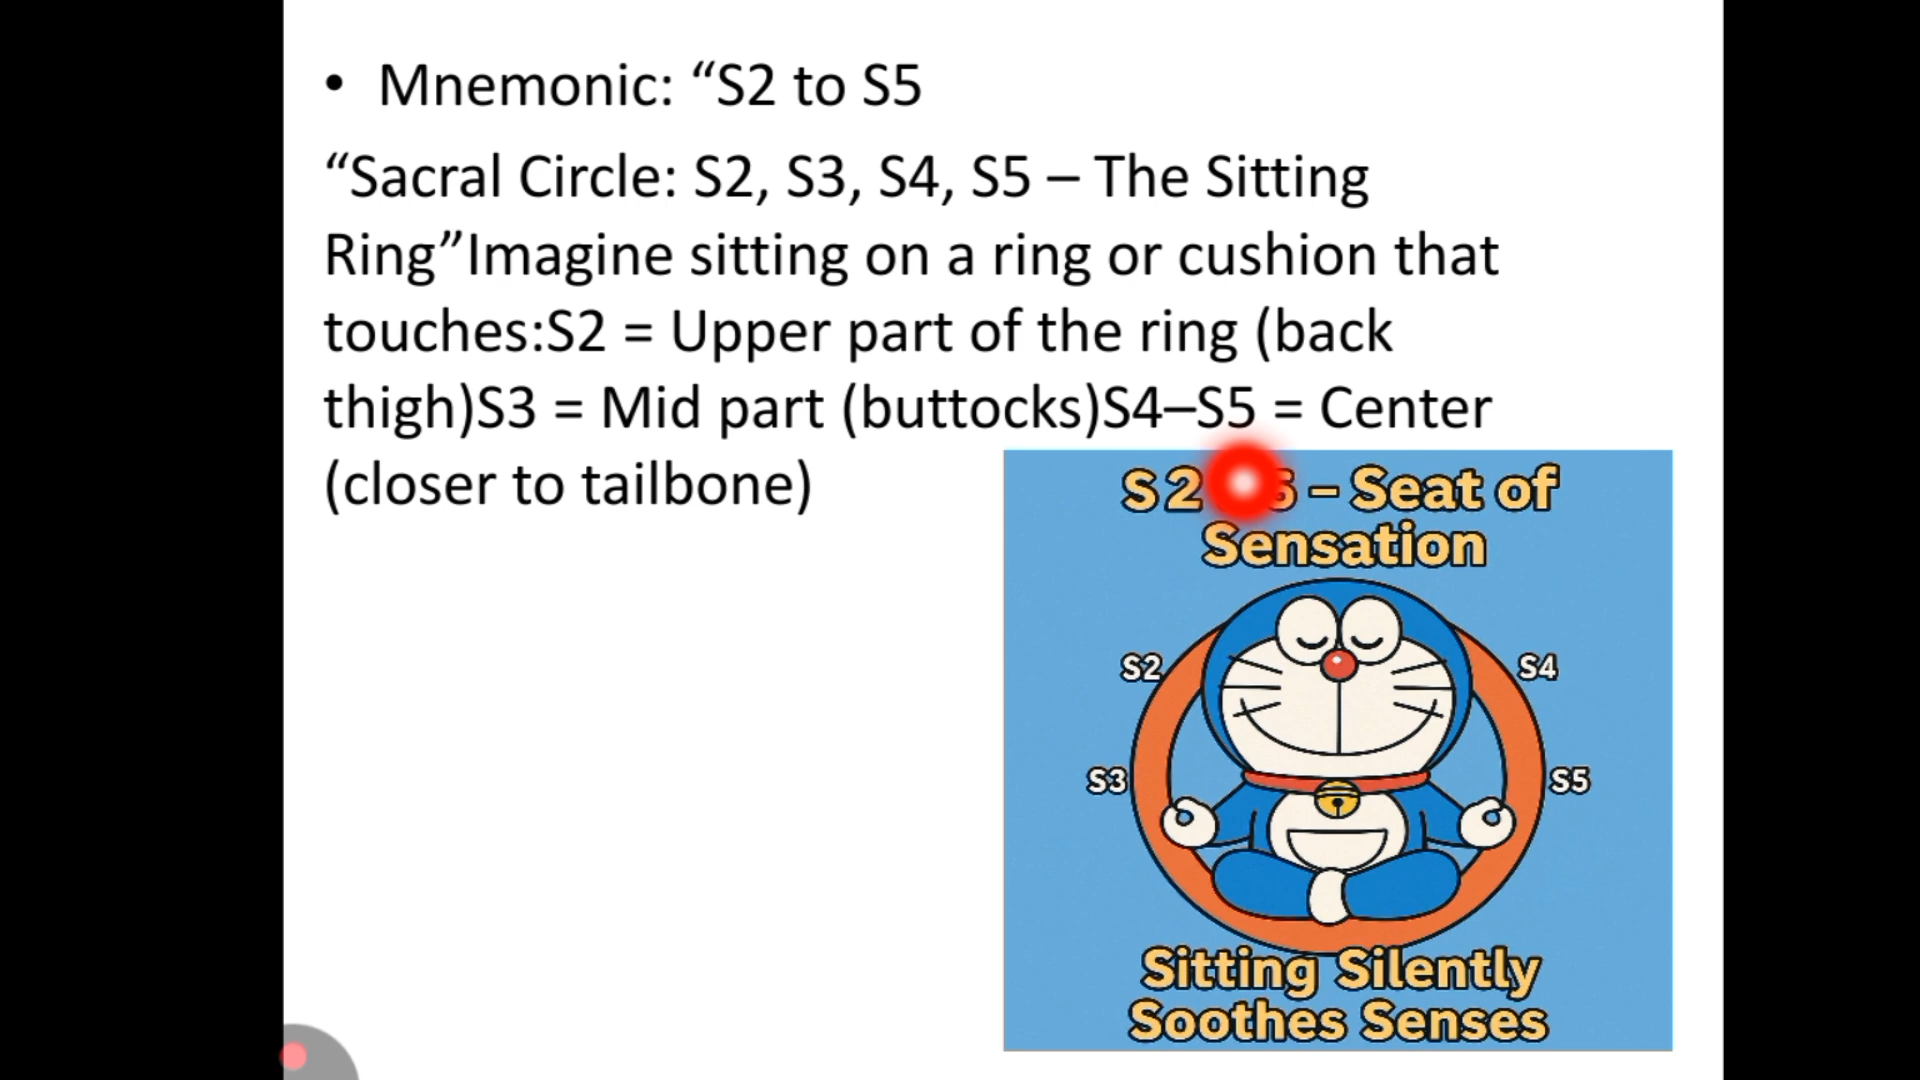 • Mnemonic: “S2 to S5
“Sacral Circle: S2, S3, S4, S5 – The Sitting
Ring”Imagine sitting on a ring or cushion that
touches:S2 = Upper part of the ring (back
thigh)S3 = Mid part (buttocks)S4–S5 = Center
(closer to tailbone)
S2 5 – Seat of
Sensation
S2
S4
S3
S5
Sitting Silently
Soothes Senses